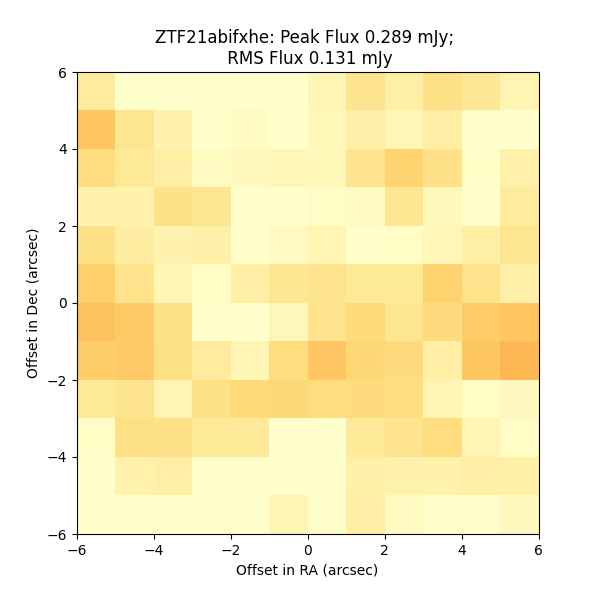 ZTF21abifxhe: Peak Flux 0.289 mJy;
RMS Flux 0.131 mJy
6
4
2
0
−2
−4
−6
Offset in Dec (arcsec)
−6 −4 −2 0 2 4 6
Offset in RA (arcsec)